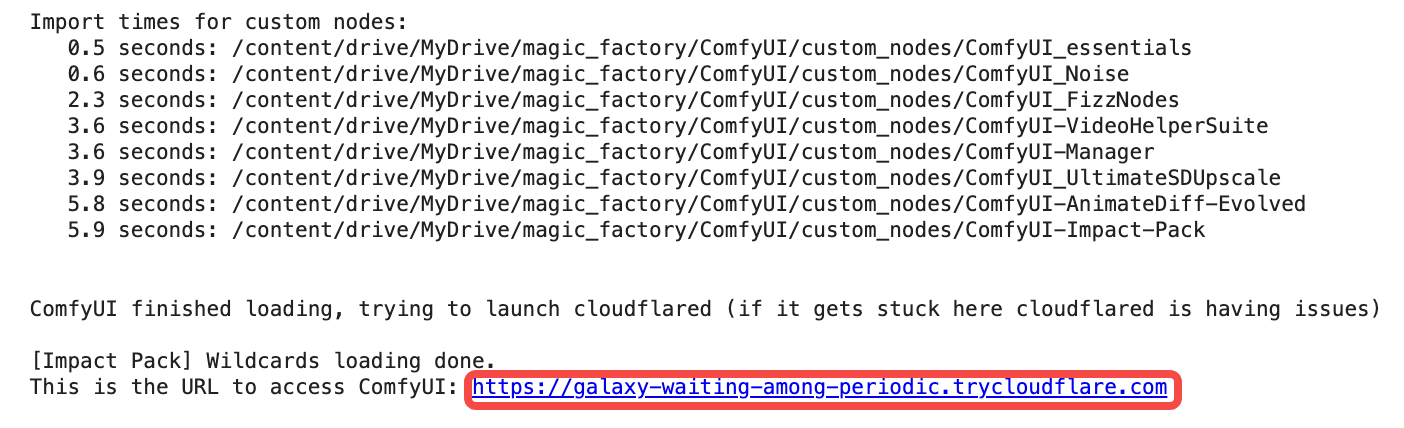 Import times for custom nodes:
0.5 seconds: /content/drive/MyDrive/magic_factory/ComfyUI/custom_nodes/ComfyUI_essentials
0.6 seconds: /content/drive/MyDrive/magic_factory/ComfyUI/custom_nodes/ComfyUI_Noise
2.3 seconds: /content/drive/MyDrive/magic_factory/ComfyUI/custom_nodes/ComfyUI_FizzNodes
3.6 seconds: /content/drive/MyDrive/magic_factory/ComfyUI/custom_nodes/ComfyUI-VideoHelperSuite
3.6 seconds: /content/drive/MyDrive/magic_factory/ComfyUI/custom_nodes/ComfyUI-Manager
3.9 seconds: /content/drive/MyDrive/magic_factory/ComfyUI/custom_nodes/ComfyUI_UltimateSDUpscale
5.8 seconds: /content/drive/MyDrive/magic_factory/ComfyUI/custom_nodes/ComfyUI-AnimateDiff-Evolved
5.9 seconds: /content/drive/MyDrive/magic_factory/ComfyUI/custom_nodes/ComfyUI-Impact-Pack
ComfyUI finished loading, trying to launch cloudflared (if it gets stuck here cloudflared is having issues)
[Impact Pack] Wildcards loading done.
This is the URL to access ComfyUI: https://galaxy-waiting-among-periodic.trycloudflare.com